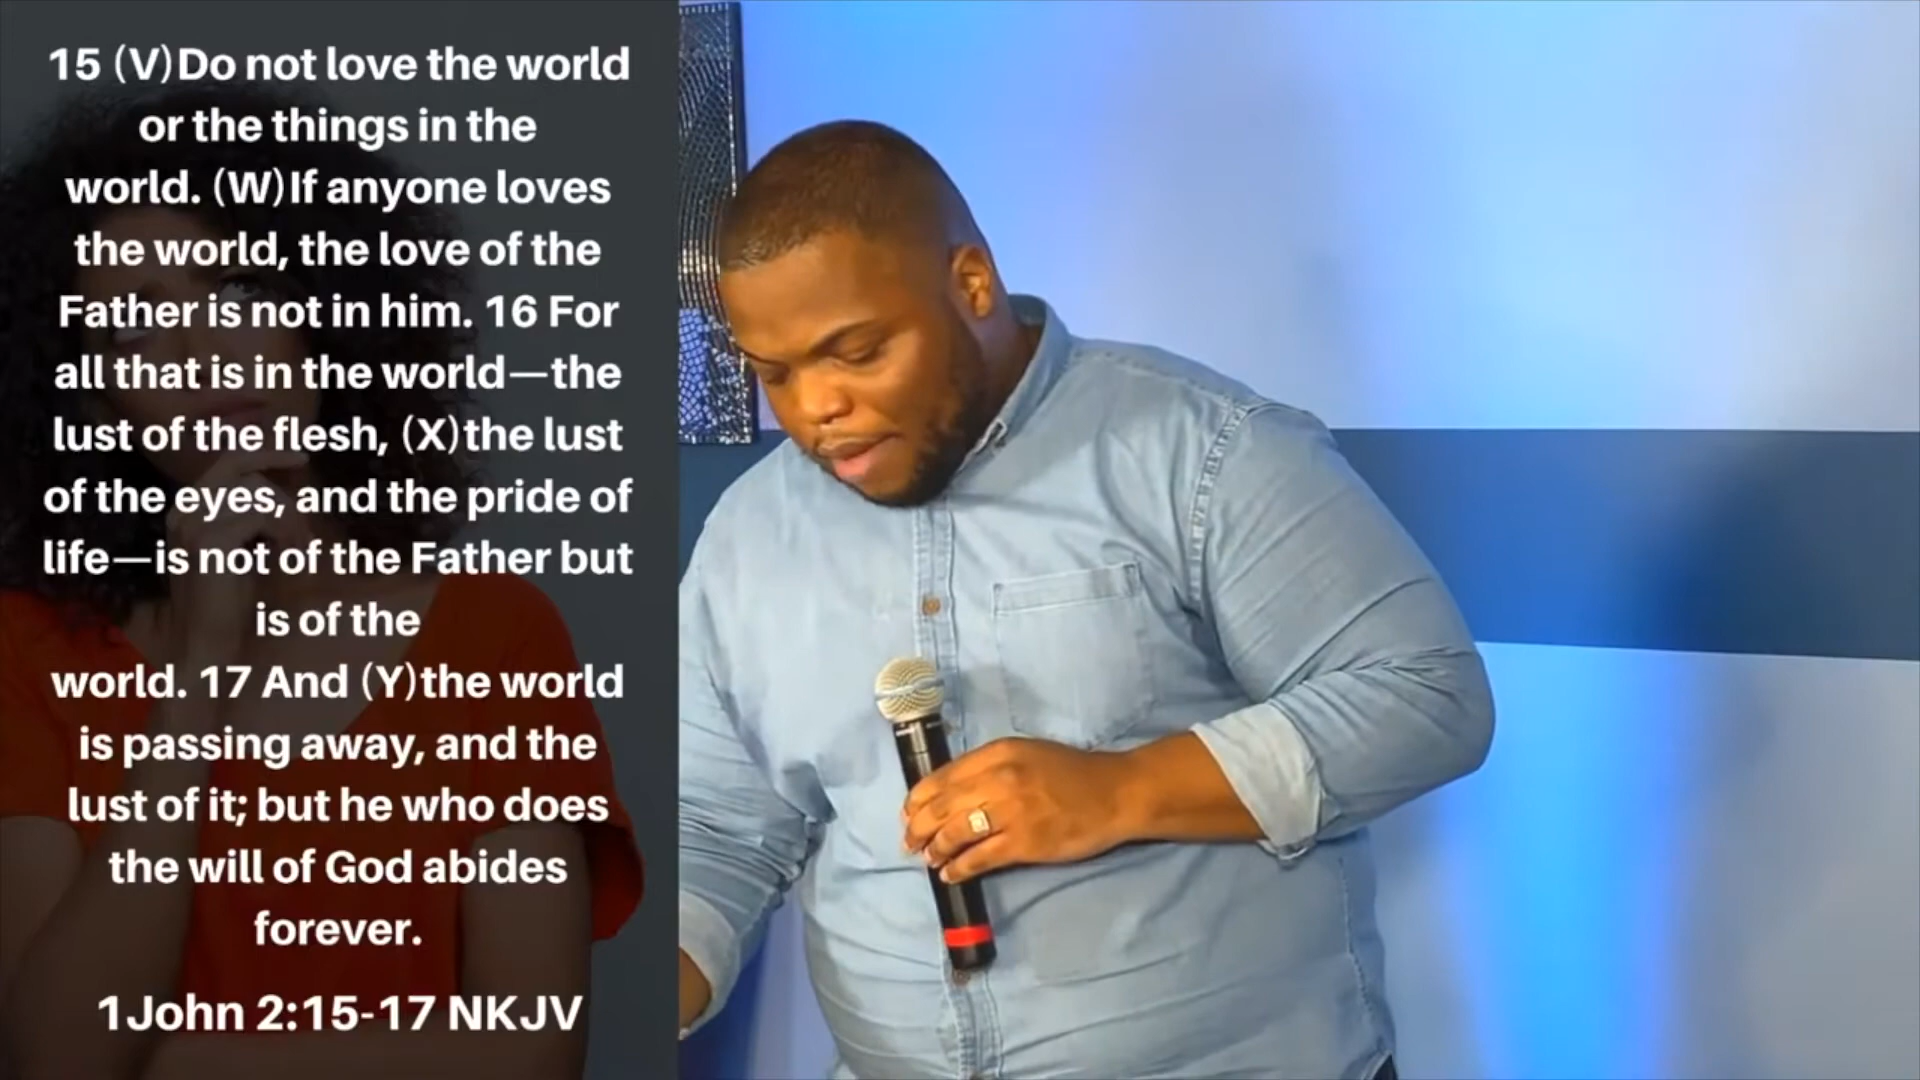 15 (V)Do not love the world
or the things in the
world. (W)If anyone loves
the world, the love of the
Father is not in him. 16 For
all that is in the world—the
lust of the flesh, (X)the lust
of the eyes, and the pride of
life—is not of the Father but
is of the
world. 17 And (Y)the world
is passing away, and the
lust of it; but he who does
the will of God abides
forever.
1John 2:15-17 NKJV